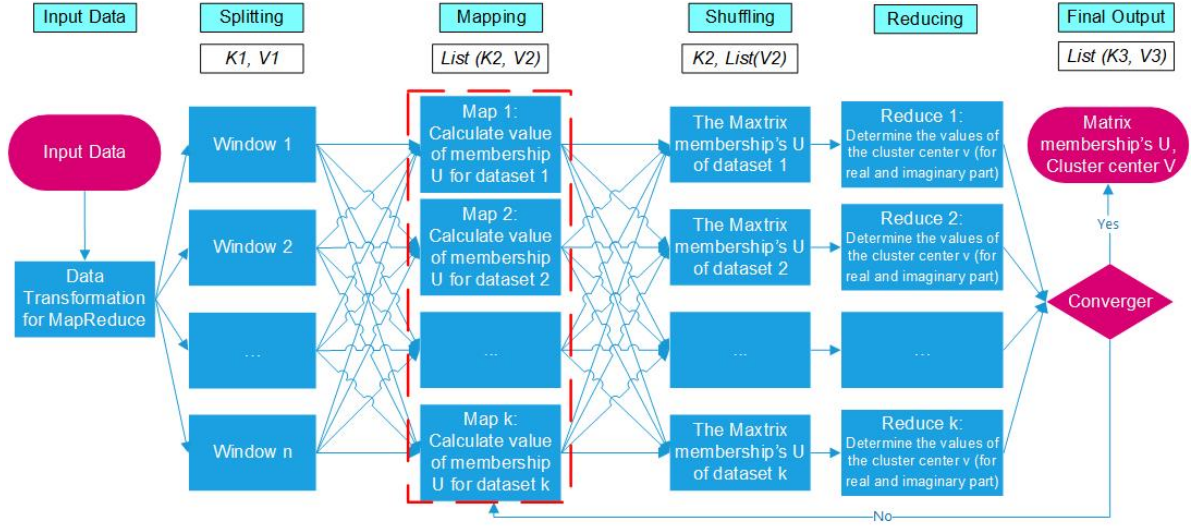 Input Data
Splitting
Mapping
Shuffling
Reducing
Final Output
K1, V1
List (K2, V2)
K2, List(V2)
List (K3, V3)
Input Data
Data
Transformation
for MapReduce
Window 1
Window 2
...
Window n
Map 1:
Calculate value
of membership
U for dataset 1
Map 2:
Calculate value
of membership
U for dataset 2
...
Map k:
Calculate value
of membership
U for dataset k
The Maxtrix
membership's U
of dataset 1
The Maxtrix
membership's U
of dataset 2
...
The Maxtrix
membership's U
of dataset k
Reduce 1:
Determine the values of
the cluster center v (for
real and imaginary part)
Reduce 2:
Determine the values of
the cluster center v (for
real and imaginary part)
...
Reduce k:
Determine the values of
the cluster center v (for
real and imaginary part)
Matrix
membership's U,
Cluster center V
Yes
Converger
No